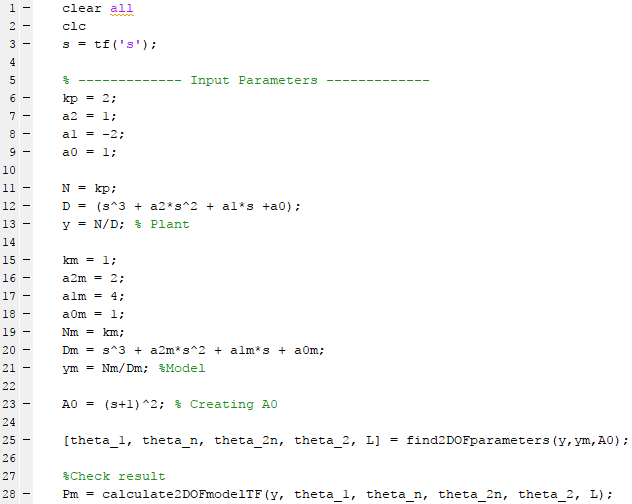 1 - clear all
2 - clc
3 - s = tf('s');
4
5 % ------------- Input Parameters -------------
6 - kp = 2;
7 - a2 = 1;
8 - a1 = -2;
9 - a0 = 1;
10
11 - N = kp;
12 - D = (s^3 + a2*s^2 + a1*s +a0);
13 - y = N/D; % Plant
14
15 - km = 1;
16 - a2m = 2;
17 - a1m = 4;
18 - a0m = 1;
19 - Nm = km;
20 - Dm = s^3 + a2m*s^2 + a1m*s + a0m;
21 - ym = Nm/Dm; %Model
22
23 - A0 = (s+1)^2; % Creating A0
24
25 - [theta_1, theta_n, theta_2n, theta_2, L] = find2DOFparameters(y,ym,A0);
26
27 %Check result
28 - Pm = calculate2DOFmodelTF(y, theta_1, theta_n, theta_2n, theta_2, L);